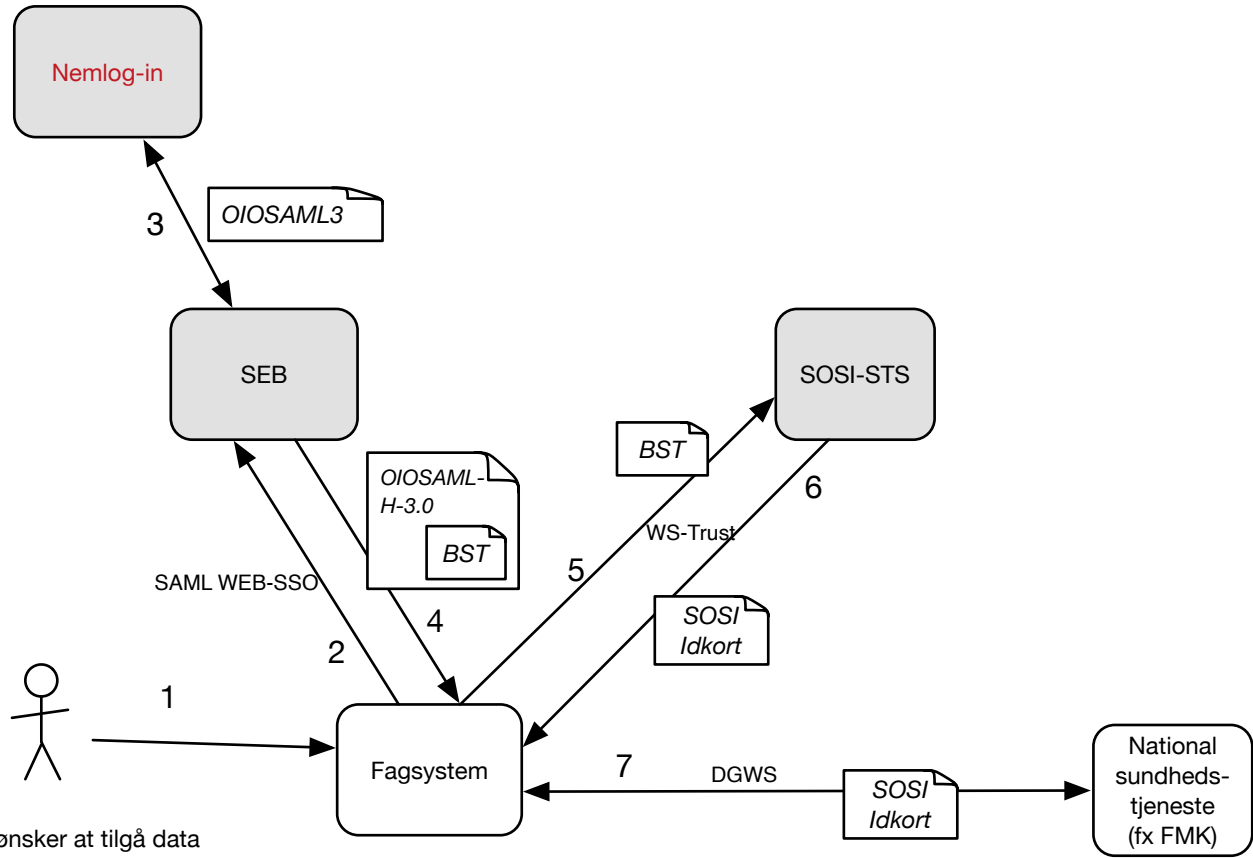 Nemlog-in
3
OIOSAML3
SEB
SOSI-STS
OIOSAML-
H-3.0
BST
BST
6
WS-Trust
5
SAML WEB-SSO
4
2
SOSI
Idkort
1
Fagsystem
7
DGWS
SOSI
Idkort
National
sundheds-
tjeneste
(fx FMK)
ønsker at tilgå data